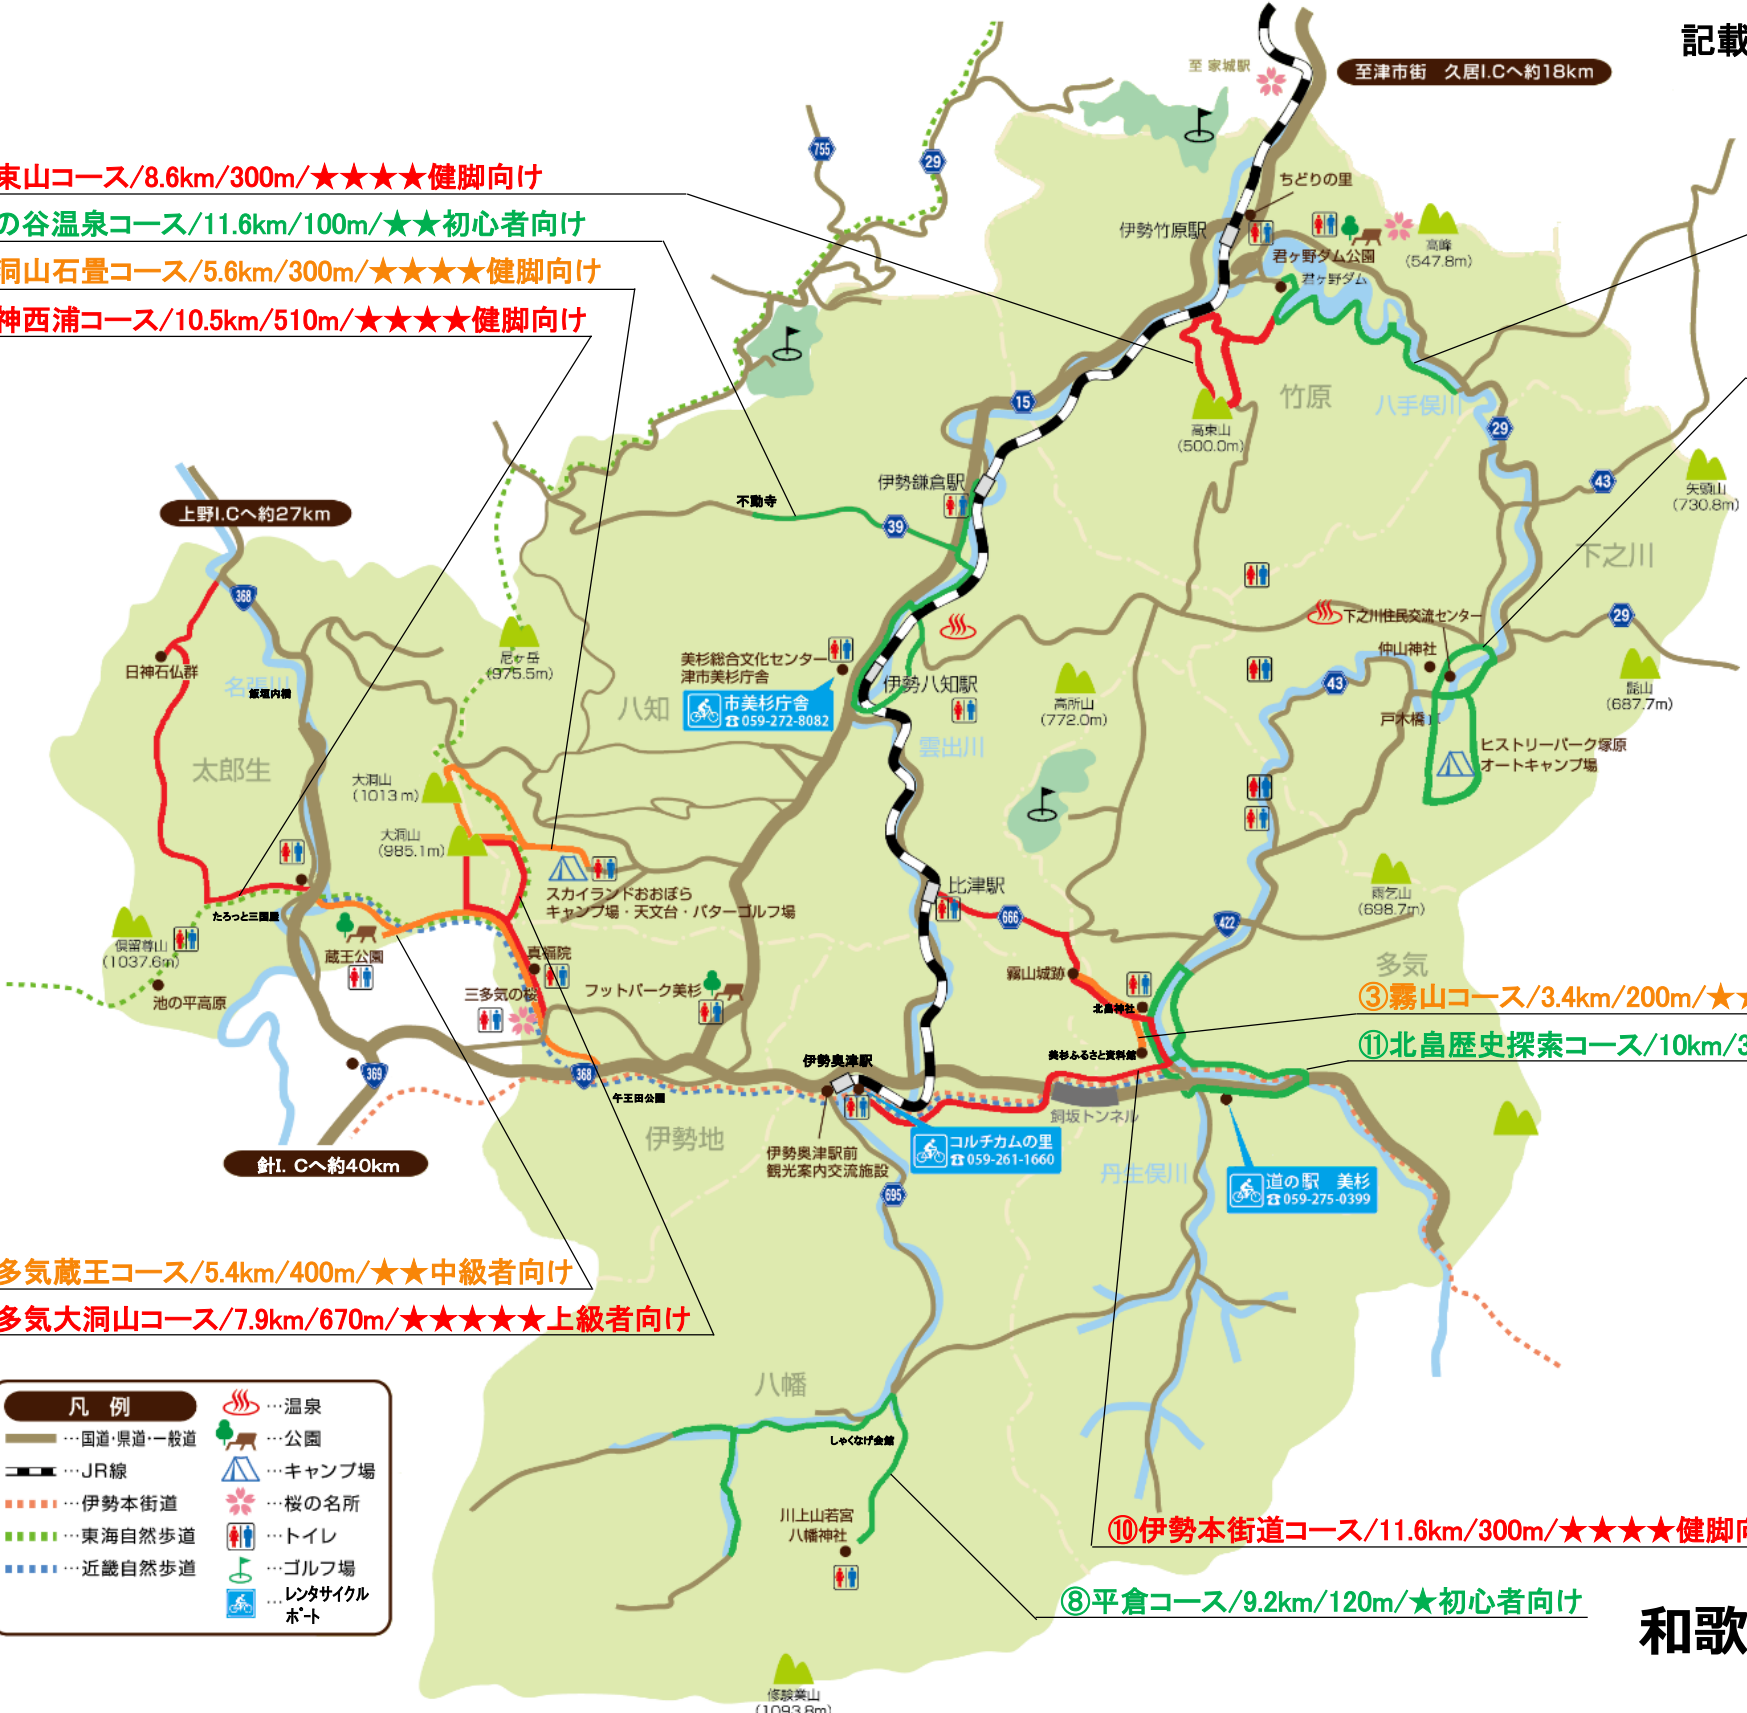 記載
至 家城駅
至津市街 久居I.Cへ約18km
755
29
東山コース/8.6km/300m/★★★★健脚向け
の谷温泉コース/11.6km/100m/★★初心者向け
洞山石畳コース/5.6km/300m/★★★★健脚向け
神西浦コース/10.5km/510m/★★★★健脚向け
ちどりの里
伊勢竹原駅
君ヶ野ダム公園
君ヶ野ダム
高峰
(547.8m)
15
竹原
八手俣川
29
高束山
(500.0m)
伊勢鎌倉駅
不動寺
39
43
矢頭山
(730.8m)
上野I.Cへ約27km
下之川
368
下之川住民交流センター
29
仲山神社
日神石仏群
名張川
飯垣内橋
尼ヶ岳
(975.5m)
美杉総合文化センター
津市美杉庁舎
伊勢八知駅
市美杉庁舎
☎059-272-8082
八知
雲出川
高所山
(772.0m)
43
髭山
(687.7m)
戸木橋
ヒストリーパーク塚原
オートキャンプ場
太郎生
大洞山
(1013m)
大洞山
(985.1m)
スカイランドおおぼら
キャンプ場・天文台・パターゴルフ場
比津駅
666
雨乞山
(698.7m)
422
たろっと三国屋
倶留尊山
(1037.6m)
蔵王公園
池の平高原
真福院
三多気の桜
フットパーク美杉
霧山城跡
北畠神社
美杉ふるさと資料館
多気
③霧山コース/3.4km/200m/★
⑪北畠歴史探索コース/10km/3
伊勢奥津駅
369
368
午王田公園
飼坂トンネル
伊勢地
伊勢奥津駅前
観光案内交流施設
コルチカムの里
☎059-261-1660
丹生俣川
道の駅 美杉
☎059-275-0399
針I. Cへ約40km
695
多気蔵王コース/5.4km/400m/★★中級者向け
多気大洞山コース/7.9km/670m/★★★★★上級者向け
八幡
しゃくなげ会館
川上山若宮
八幡神社
⑩伊勢本街道コース/11.6km/300m/★★★★健脚
⑧平倉コース/9.2km/120m/★初心者向け
和歌
修験業山
(1093.8m)
凡 例
…国道・県道・一般道
…JR線
…伊勢本街道
…東海自然歩道
…近畿自然歩道
…温泉
…公園
…キャンプ場
…桜の名所
…トイレ
…ゴルフ場
…レンタサイクル
ポート